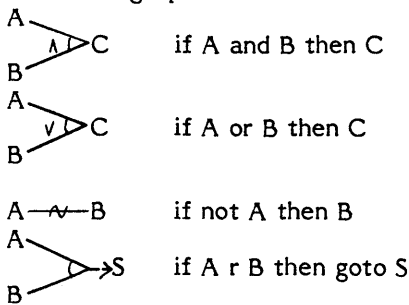 A
∧ C if A and B then C
B
A
∨ C if A or B then C
B
A ~ B if not A then B
A
S if A r B then goto S
B